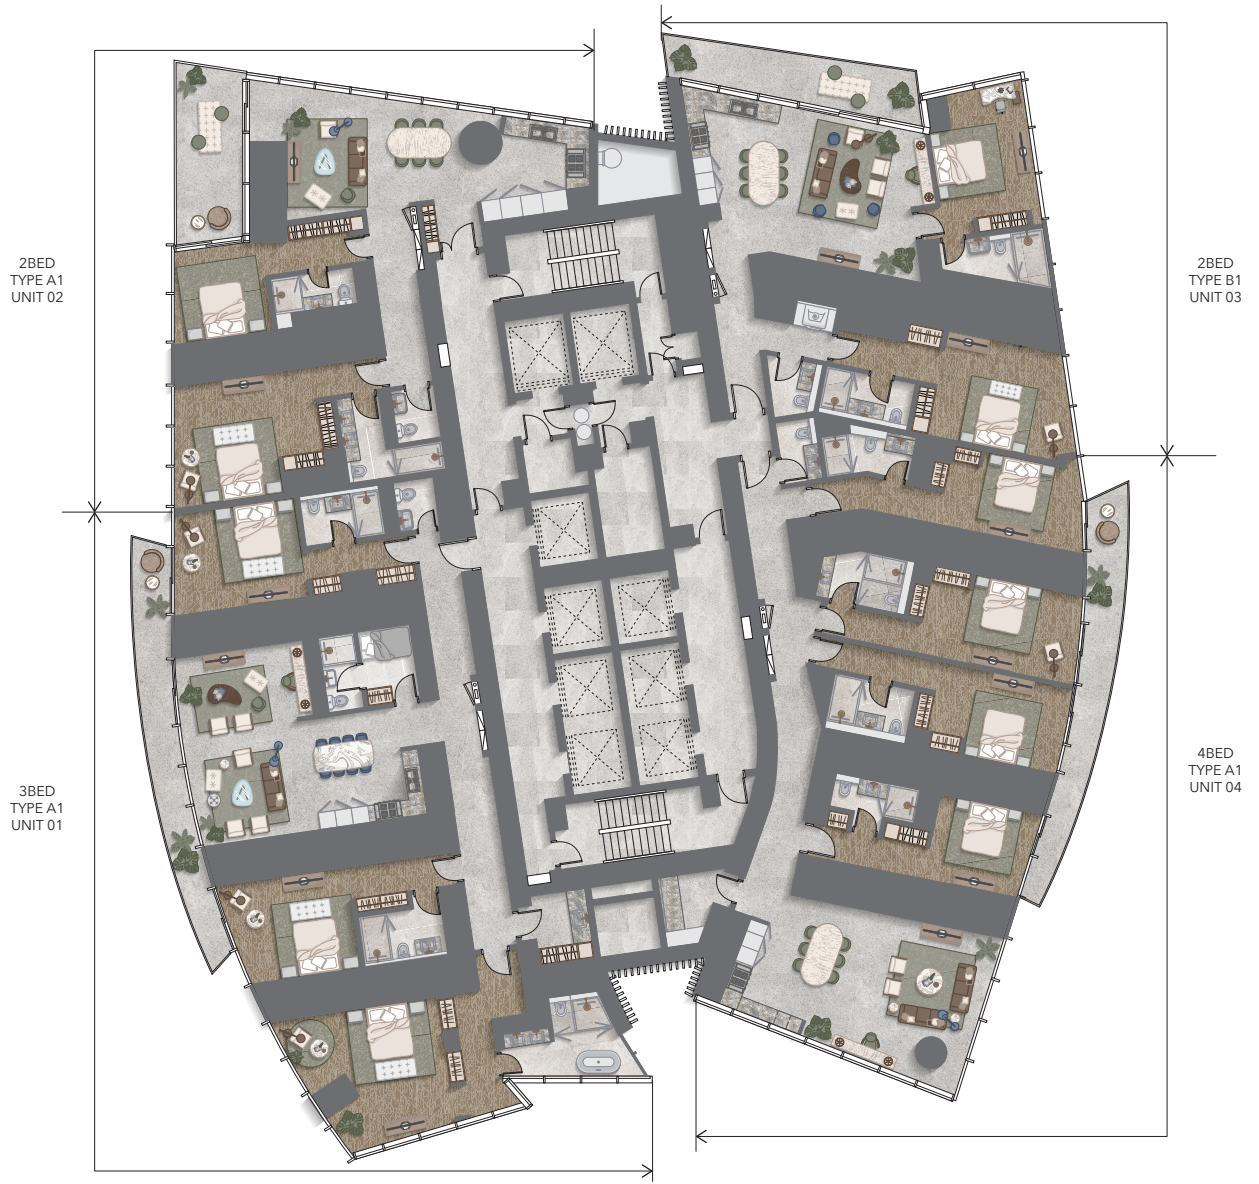 2BED
TYPE A1
UNIT 02
2BED
TYPE B1
UNIT 03
3BED
TYPE A1
UNIT 01
4BED
TYPE A1
UNIT 04